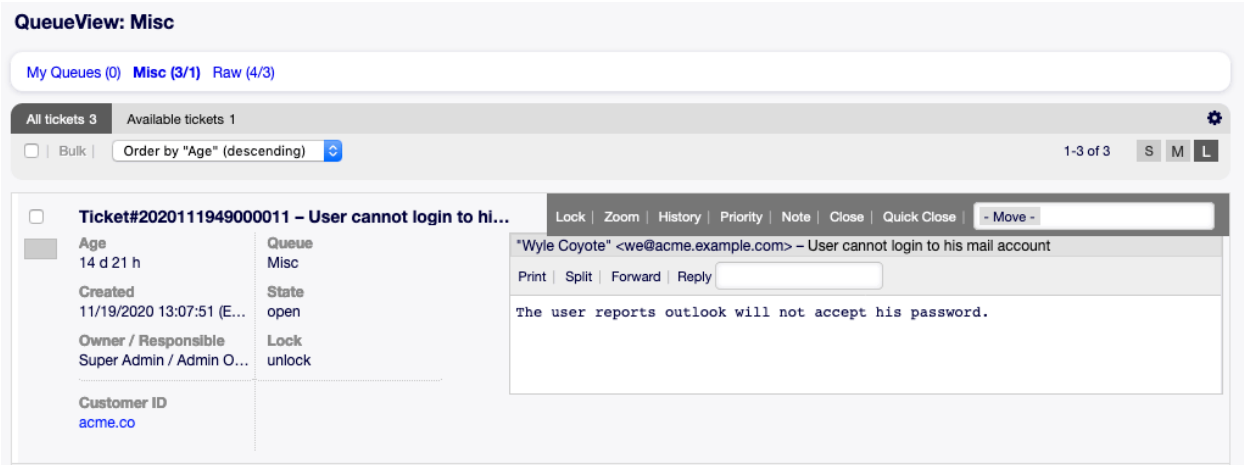 QueueView: Misc
My Queues (0) Misc (3/1) Raw (4/3)
All tickets 3 Available tickets 1
Bulk | Order by "Age" (descending) 1-3 of 3 S M L
Ticket#2020111949000011 – User cannot login to hi…
Lock | Zoom | History | Priority | Note | Close | Quick Close | - Move -
Age
14 d 21 h
Queue
Misc
Created
11/19/2020 13:07:51 (E…
State
open
Owner / Responsible
Super Admin / Admin O…
Lock
unlock
Customer ID
acme.co
"Wyle Coyote" <we@acme.example.com> – User cannot login to his mail account
Print | Split | Forward | Reply
The user reports outlook will not accept his password.